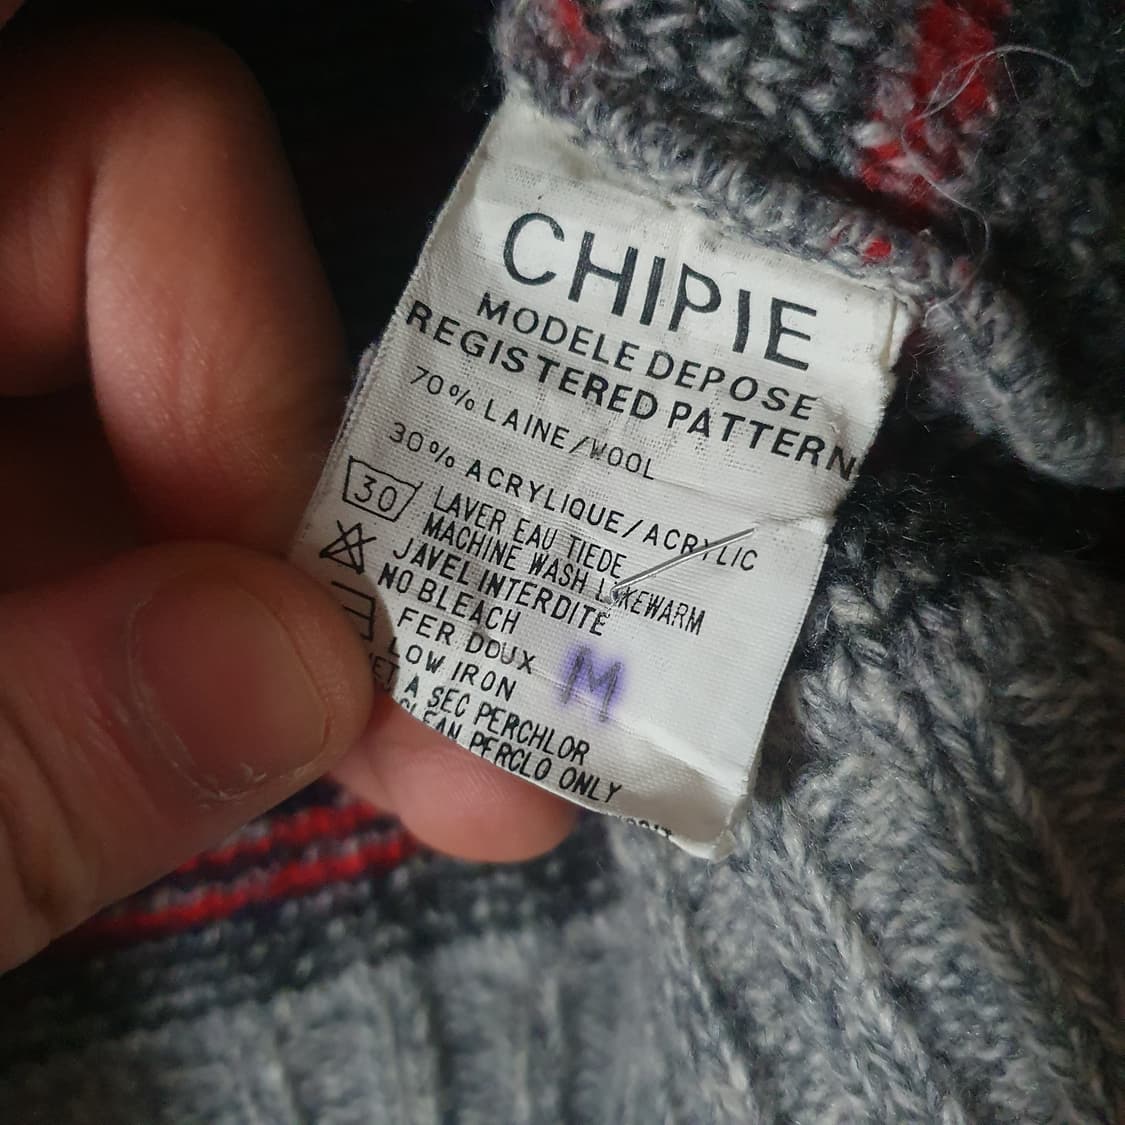 CHIPIE
MODELE DEPOSE
REGISTERED PATTERN
70% LAINE/WOOL
30% ACRYLIQUE/ACRYLIC
30
LAVER EAU TIEDE
MACHINE WASH LUKEWARM
JAVEL INTERDITE
NO BLEACH
FER DOUX
LOW IRON
M
A SEC PERCHLOR
CLEAN PERCLO ONLY